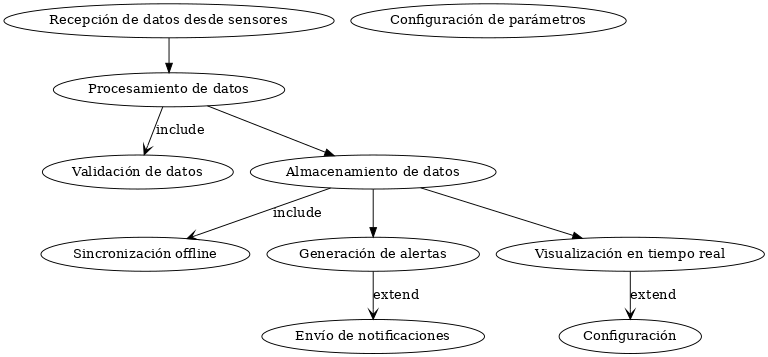 Recepción de datos desde sensores
Configuración de parámetros
Procesamiento de datos
include
Validación de datos
Almacenamiento de datos
include
Sincronización offline
Generación de alertas
Visualización en tiempo real
extend
extend
Envío de notificaciones
Configuración